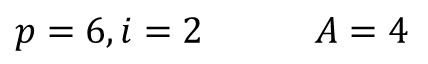 p = 6, i = 2 A = 4